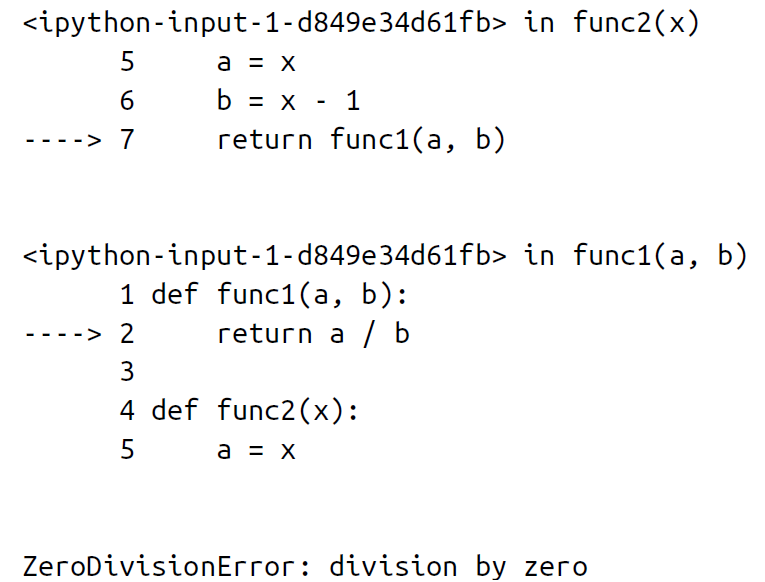 <ipython-input-1-d849e34d61fb> in func2(x)
      5     a = x
      6     b = x - 1
----> 7     return func1(a, b)
<ipython-input-1-d849e34d61fb> in func1(a, b)
      1 def func1(a, b):
----> 2     return a / b
      3
      4 def func2(x):
      5     a = x
ZeroDivisionError: division by zero